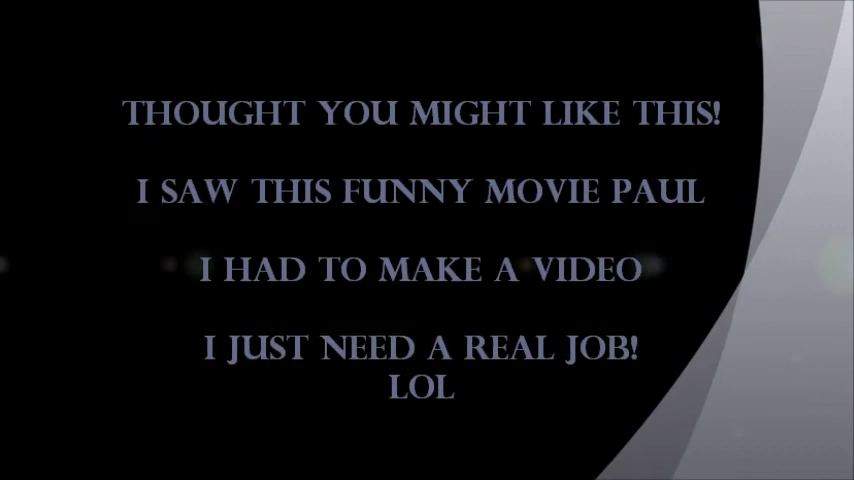 THOUGHT YOU MIGHT LIKE THIS!
I SAW THIS FUNNY MOVIE PAUL
I HAD TO MAKE A VIDEO
I JUST NEED A REAL JOB!
LOL